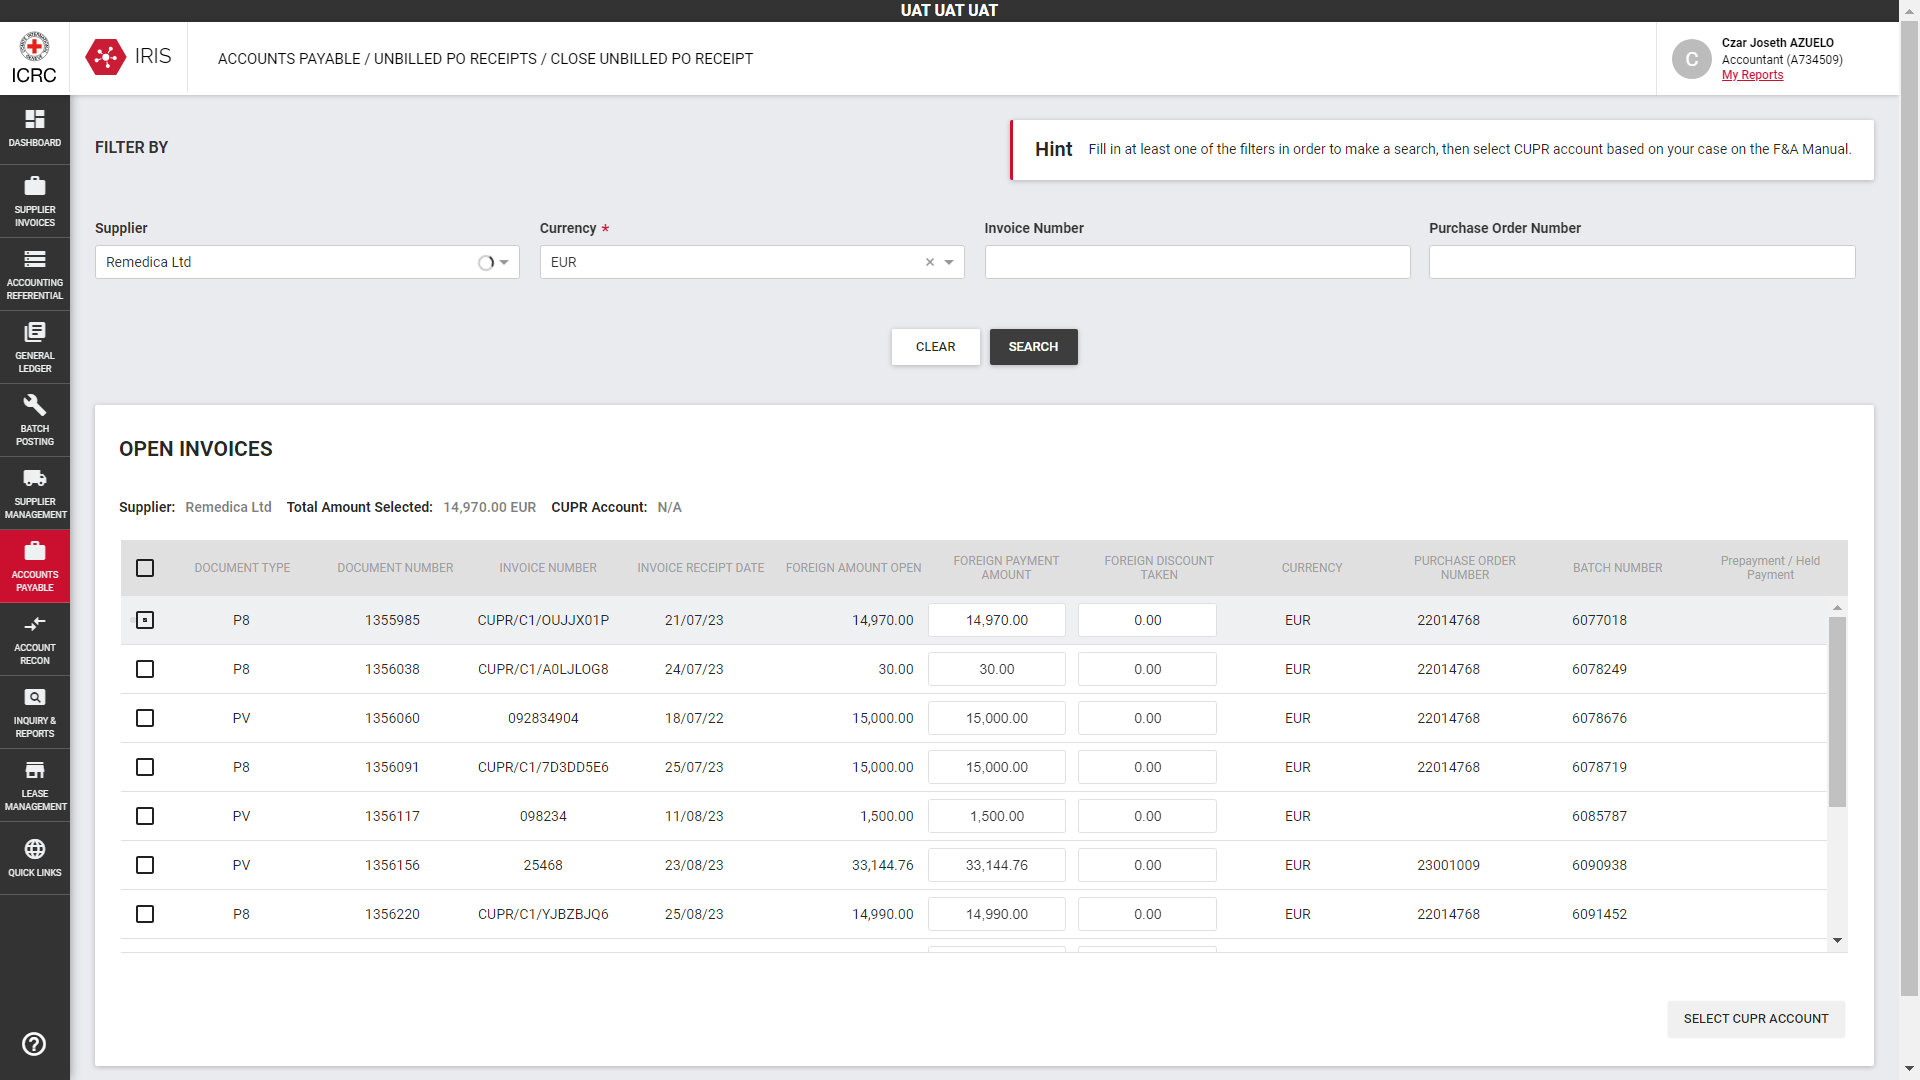 UAT UAT UAT
ICRC
IRIS
ACCOUNTS PAYABLE / UNBILLED PO RECEIPTS / CLOSE UNBILLED PO RECEIPT
C
Czar Joseth AZUELO
Accountant (A734509)
My Reports
DASHBOARD
SUPPLIER
INVOICES
ACCOUNTING
REFERENTIAL
GENERAL
LEDGER
BATCH
POSTING
SUPPLIER
MANAGEMENT
ACCOUNTS
PAYABLE
ACCOUNT
RECON
INQUIRY &
REPORTS
LEASE
MANAGEMENT
QUICK LINKS
FILTER BY
Hint Fill in at least one of the filters in order to make a search, then select CUPR account based on your case on the F&A Manual.
Supplier Currency * Invoice Number Purchase Order Number
Remedica Ltd EUR
CLEAR SEARCH
OPEN INVOICES
Supplier: Remedica Ltd Total Amount Selected: 14,970.00 EUR CUPR Account: N/A
DOCUMENT TYPE DOCUMENT NUMBER INVOICE NUMBER INVOICE RECEIPT DATE FOREIGN AMOUNT OPEN FOREIGN PAYMENT AMOUNT FOREIGN DISCOUNT TAKEN CURRENCY PURCHASE ORDER NUMBER BATCH NUMBER Prepayment / Held Payment
P8 1355985 CUPR/C1/OUJJX01P 21/07/23 14,970.00 14,970.00 0.00 EUR 22014768 6077018
P8 1356038 CUPR/C1/A0LJLOG8 24/07/23 30.00 30.00 0.00 EUR 22014768 6078249
PV 1356060 092834904 18/07/22 15,000.00 15,000.00 0.00 EUR 22014768 6078676
P8 1356091 CUPR/C1/7D3DD5E6 25/07/23 15,000.00 15,000.00 0.00 EUR 22014768 6078719
PV 1356117 098234 11/08/23 1,500.00 1,500.00 0.00 EUR 6085787
PV 1356156 25468 23/08/23 33,144.76 33,144.76 0.00 EUR 23001009 6090938
P8 1356220 CUPR/C1/YJBZBJQ6 25/08/23 14,990.00 14,990.00 0.00 EUR 22014768 6091452
SELECT CUPR ACCOUNT